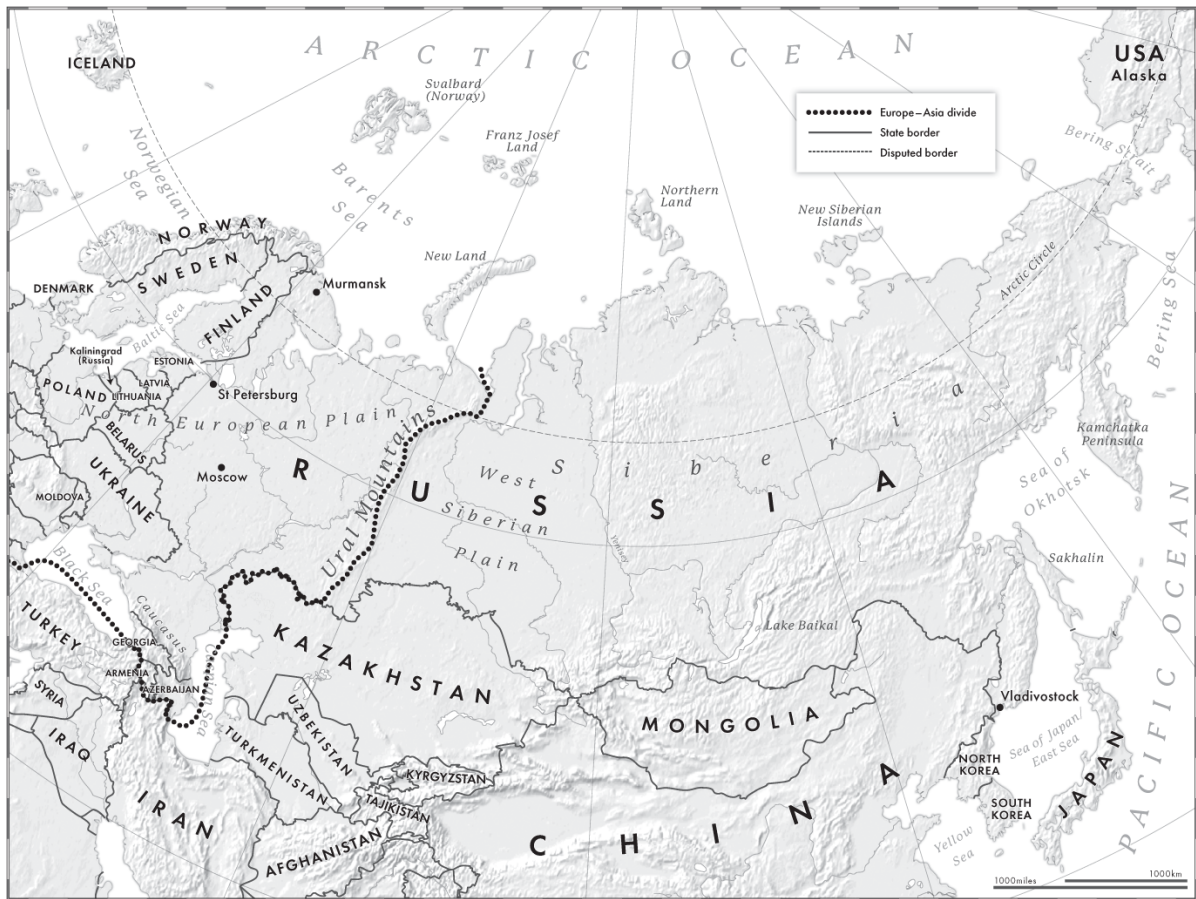 ARCTIC OCEAN
ICELAND
USA
Alaska
Svalbard
(Norway)
Europe–Asia divide
State border
Disputed border
Bering Strait
Franz Josef
Land
Norwegian
Sea
Barents
Sea
Northern
Land
New Siberian
Islands
NORWAY
SWEDEN
FINLAND
New Land
Arctic Circle
Bering Sea
DENMARK
Murmansk
Baltic Sea
Kaliningrad
(Russia)
ESTONIA
LATVIA
LITHUANIA
POLAND
St Petersburg
North European Plain
BELARUS
Moscow
UKRAINE
MOLDOVA
RUSSIA
Ural Mountains
Siberia
West
Siberian
Plain
Yenisey
Kamchatka
Peninsula
Sea of
Okhotsk
Sakhalin
PACIFIC OCEAN
Black Sea
Caucasus
TURKEY
GEORGIA
ARMENIA
AZERBAIJAN
Caspian Sea
KAZAKHSTAN
Lake Baikal
SYRIA
IRAQ
IRAN
UZBEKISTAN
TURKMENISTAN
KYRGYZSTAN
TAJIKISTAN
AFGHANISTAN
MONGOLIA
CHINA
Vladivostock
NORTH
KOREA
SOUTH
KOREA
Sea of Japan/
East Sea
JAPAN
Yellow
Sea
1000miles
1000km